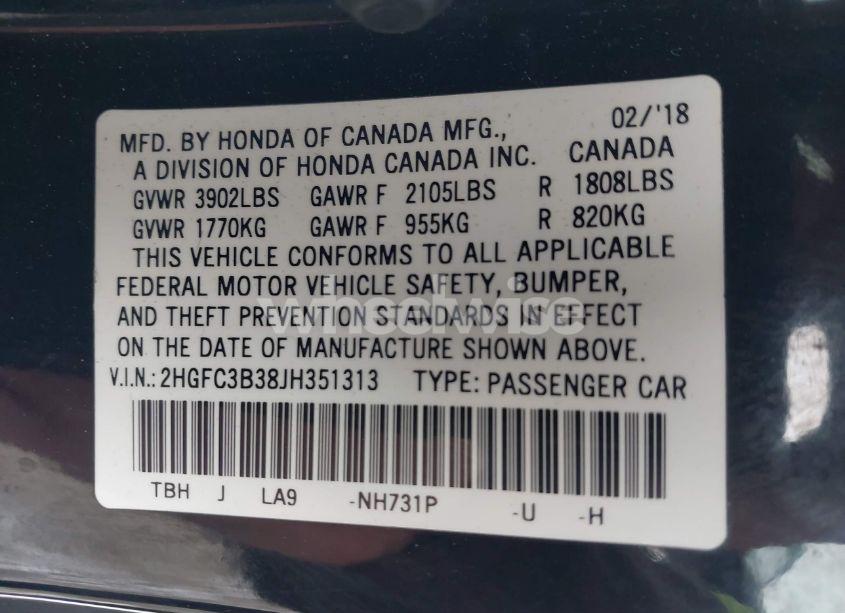 02/'18
MFD. BY HONDA OF CANADA MFG.,
A DIVISION OF HONDA CANADA INC. CANADA
GVWR 3902LBS GAWR F 2105LBS R 1808LBS
GVWR 1770KG GAWR F 955KG R 820KG
THIS VEHICLE CONFORMS TO ALL APPLICABLE
FEDERAL MOTOR VEHICLE SAFETY, BUMPER,
wheelwise
AND THEFT PREVENTION STANDARDS IN EFFECT
ON THE DATE OF MANUFACTURE SHOWN ABOVE.
V.I.N.: 2HGFC3B38JH351313 TYPE: PASSENGER CAR
TBH J LA9 -NH731P -U -H